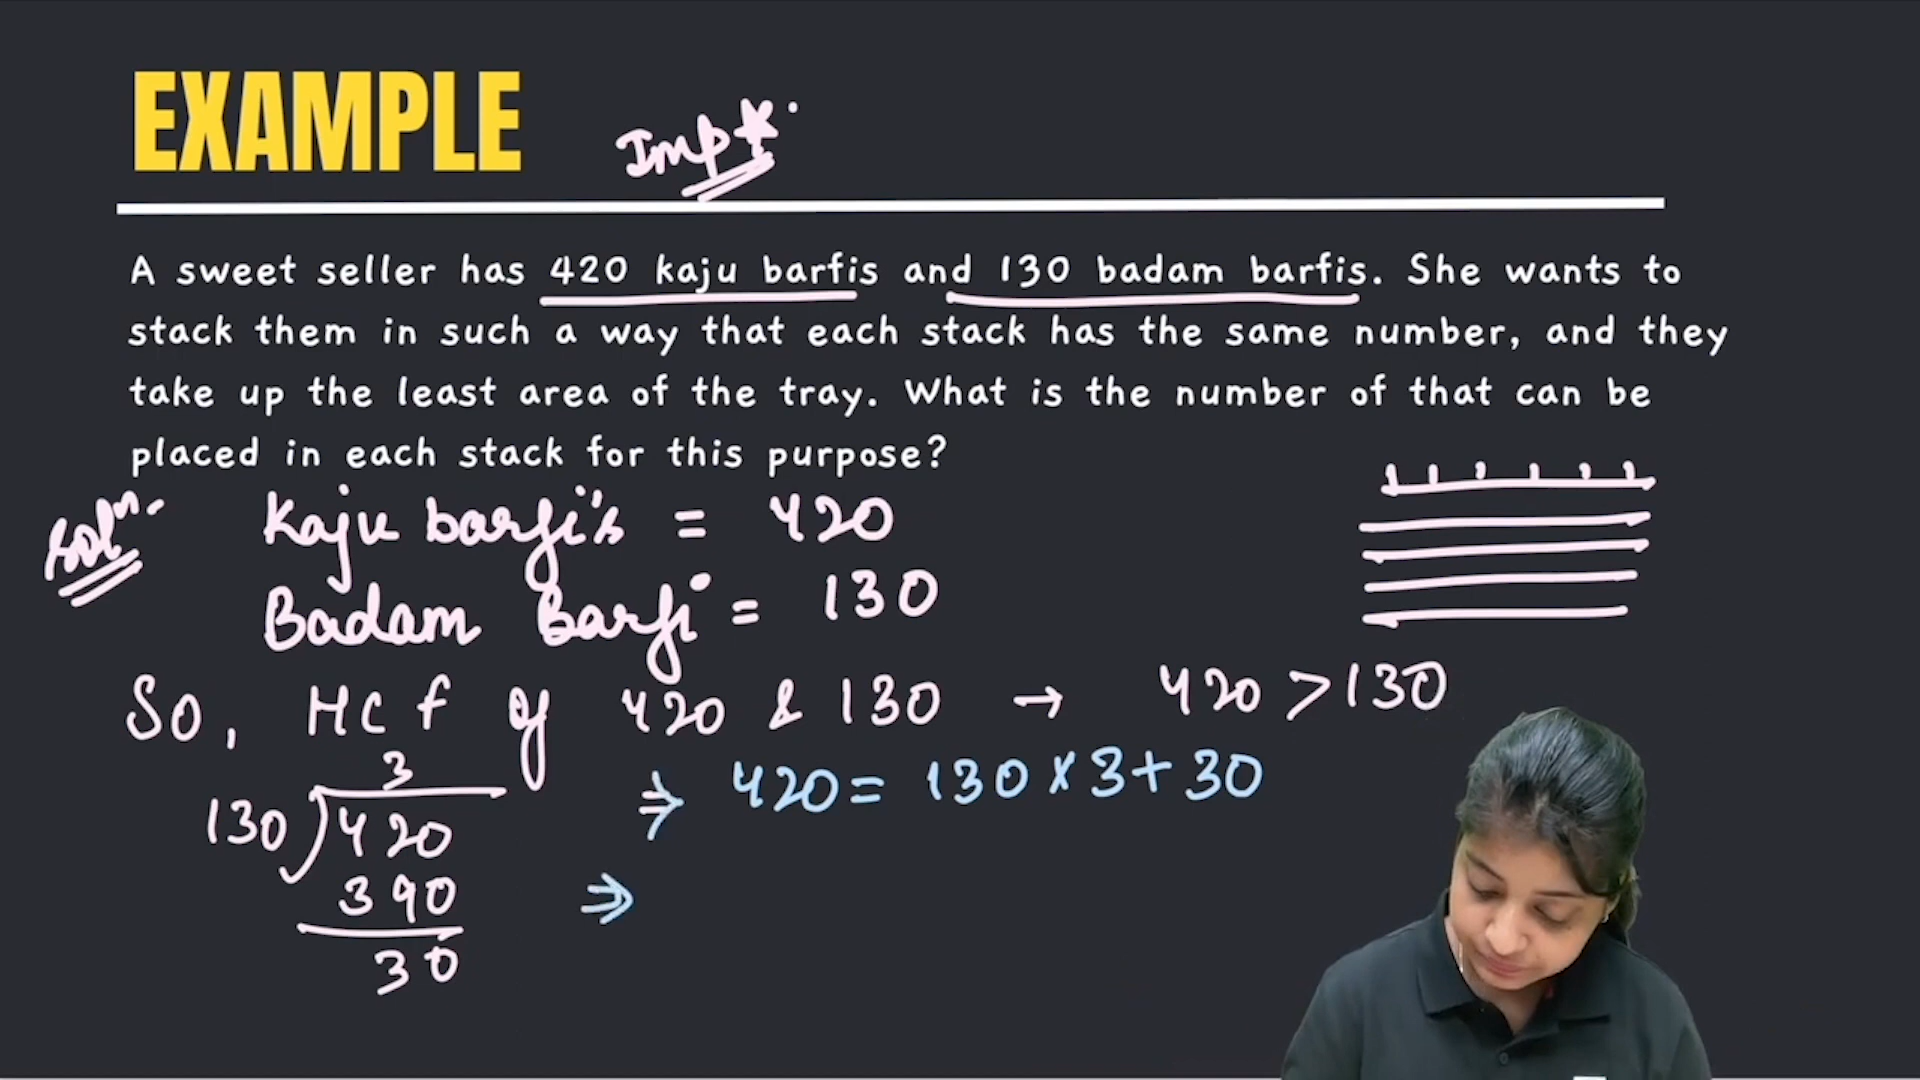 EXAMPLE
Imp *
A sweet seller has 420 kaju barfis and 130 badam barfis. She wants to
stack them in such a way that each stack has the same number, and they
take up the least area of the tray. What is the number of that can be
placed in each stack for this purpose?
Soln. Kaju barfi's = 420
Badam Barfi = 130
So, HCF of 420 & 130 → 420 > 130
3
130)420
⇒ 420 = 130 × 3 + 30
390
⇒
30